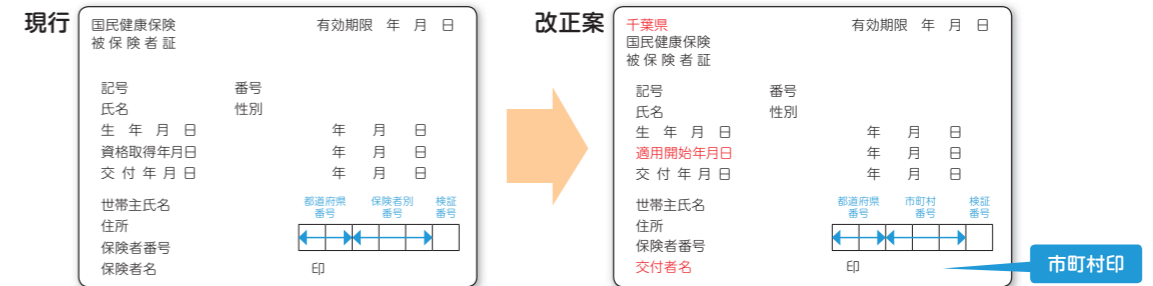 現行
国民健康保険 有効期限 年 月 日
被保険者証
記号 番号
氏名 性別
生年月日 年 月 日
資格取得年月日 年 月 日
交付年月日 年 月 日
世帯主氏名
住所
保険者番号
保険者名 印
都道府県番号 保険者別番号 検証番号
改正案
千葉県 有効期限 年 月 日
国民健康保険
被保険者証
記号 番号
氏名 性別
生年月日 年 月 日
適用開始年月日 年 月 日
交付年月日 年 月 日
世帯主氏名
住所
保険者番号
交付者名 印
都道府県番号 市町村番号 検証番号
市町村印